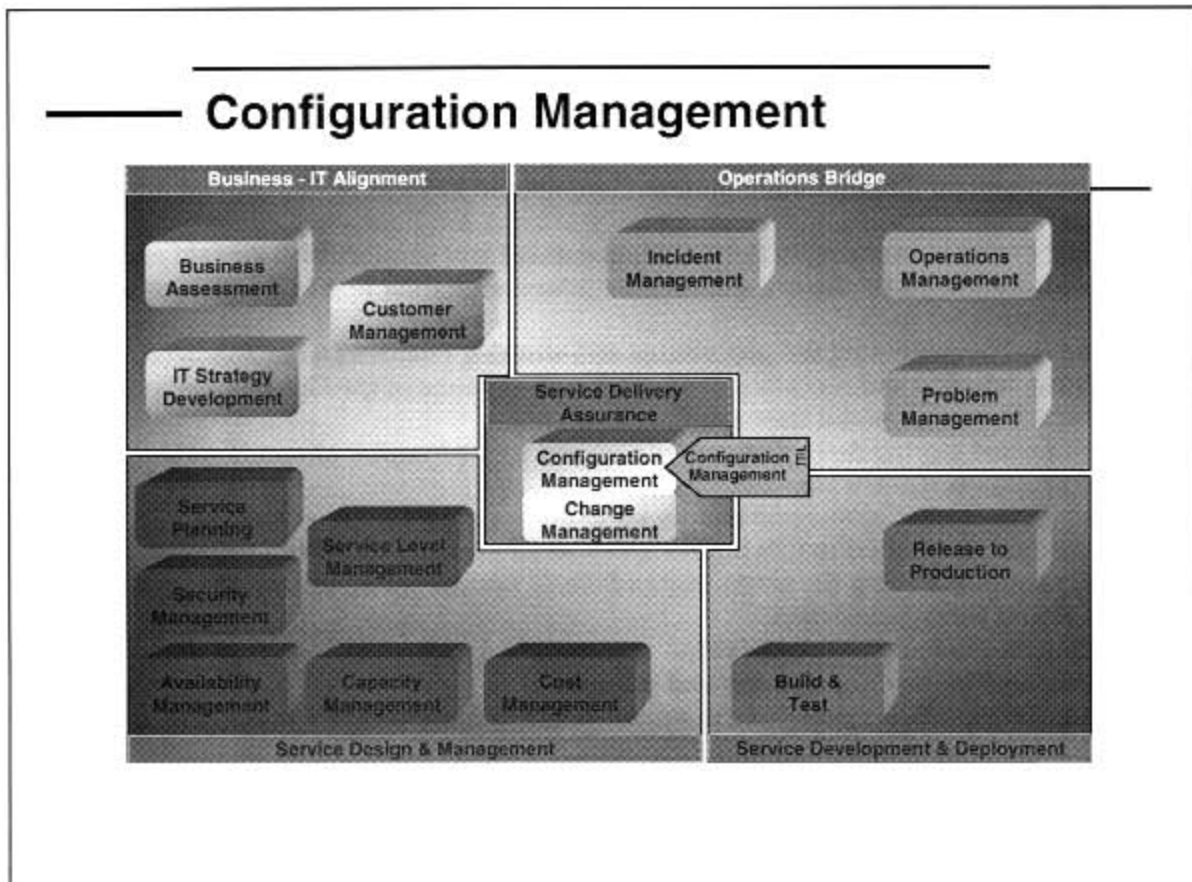 Configuration Management
Business - IT Alignment
Operations Bridge
Business
Assessment
Customer
Management
IT Strategy
Development
Incident
Management
Operations
Management
Problem
Management
Service Delivery
Assurance
Configuration
Management
Change
Management
Configuration
Management
Service
Planning
Service Level
Management
Security
Management
Availability
Management
Capacity
Management
Cost
Management
Release to
Production
Build &
Test
Service Design & Management
Service Development & Deployment